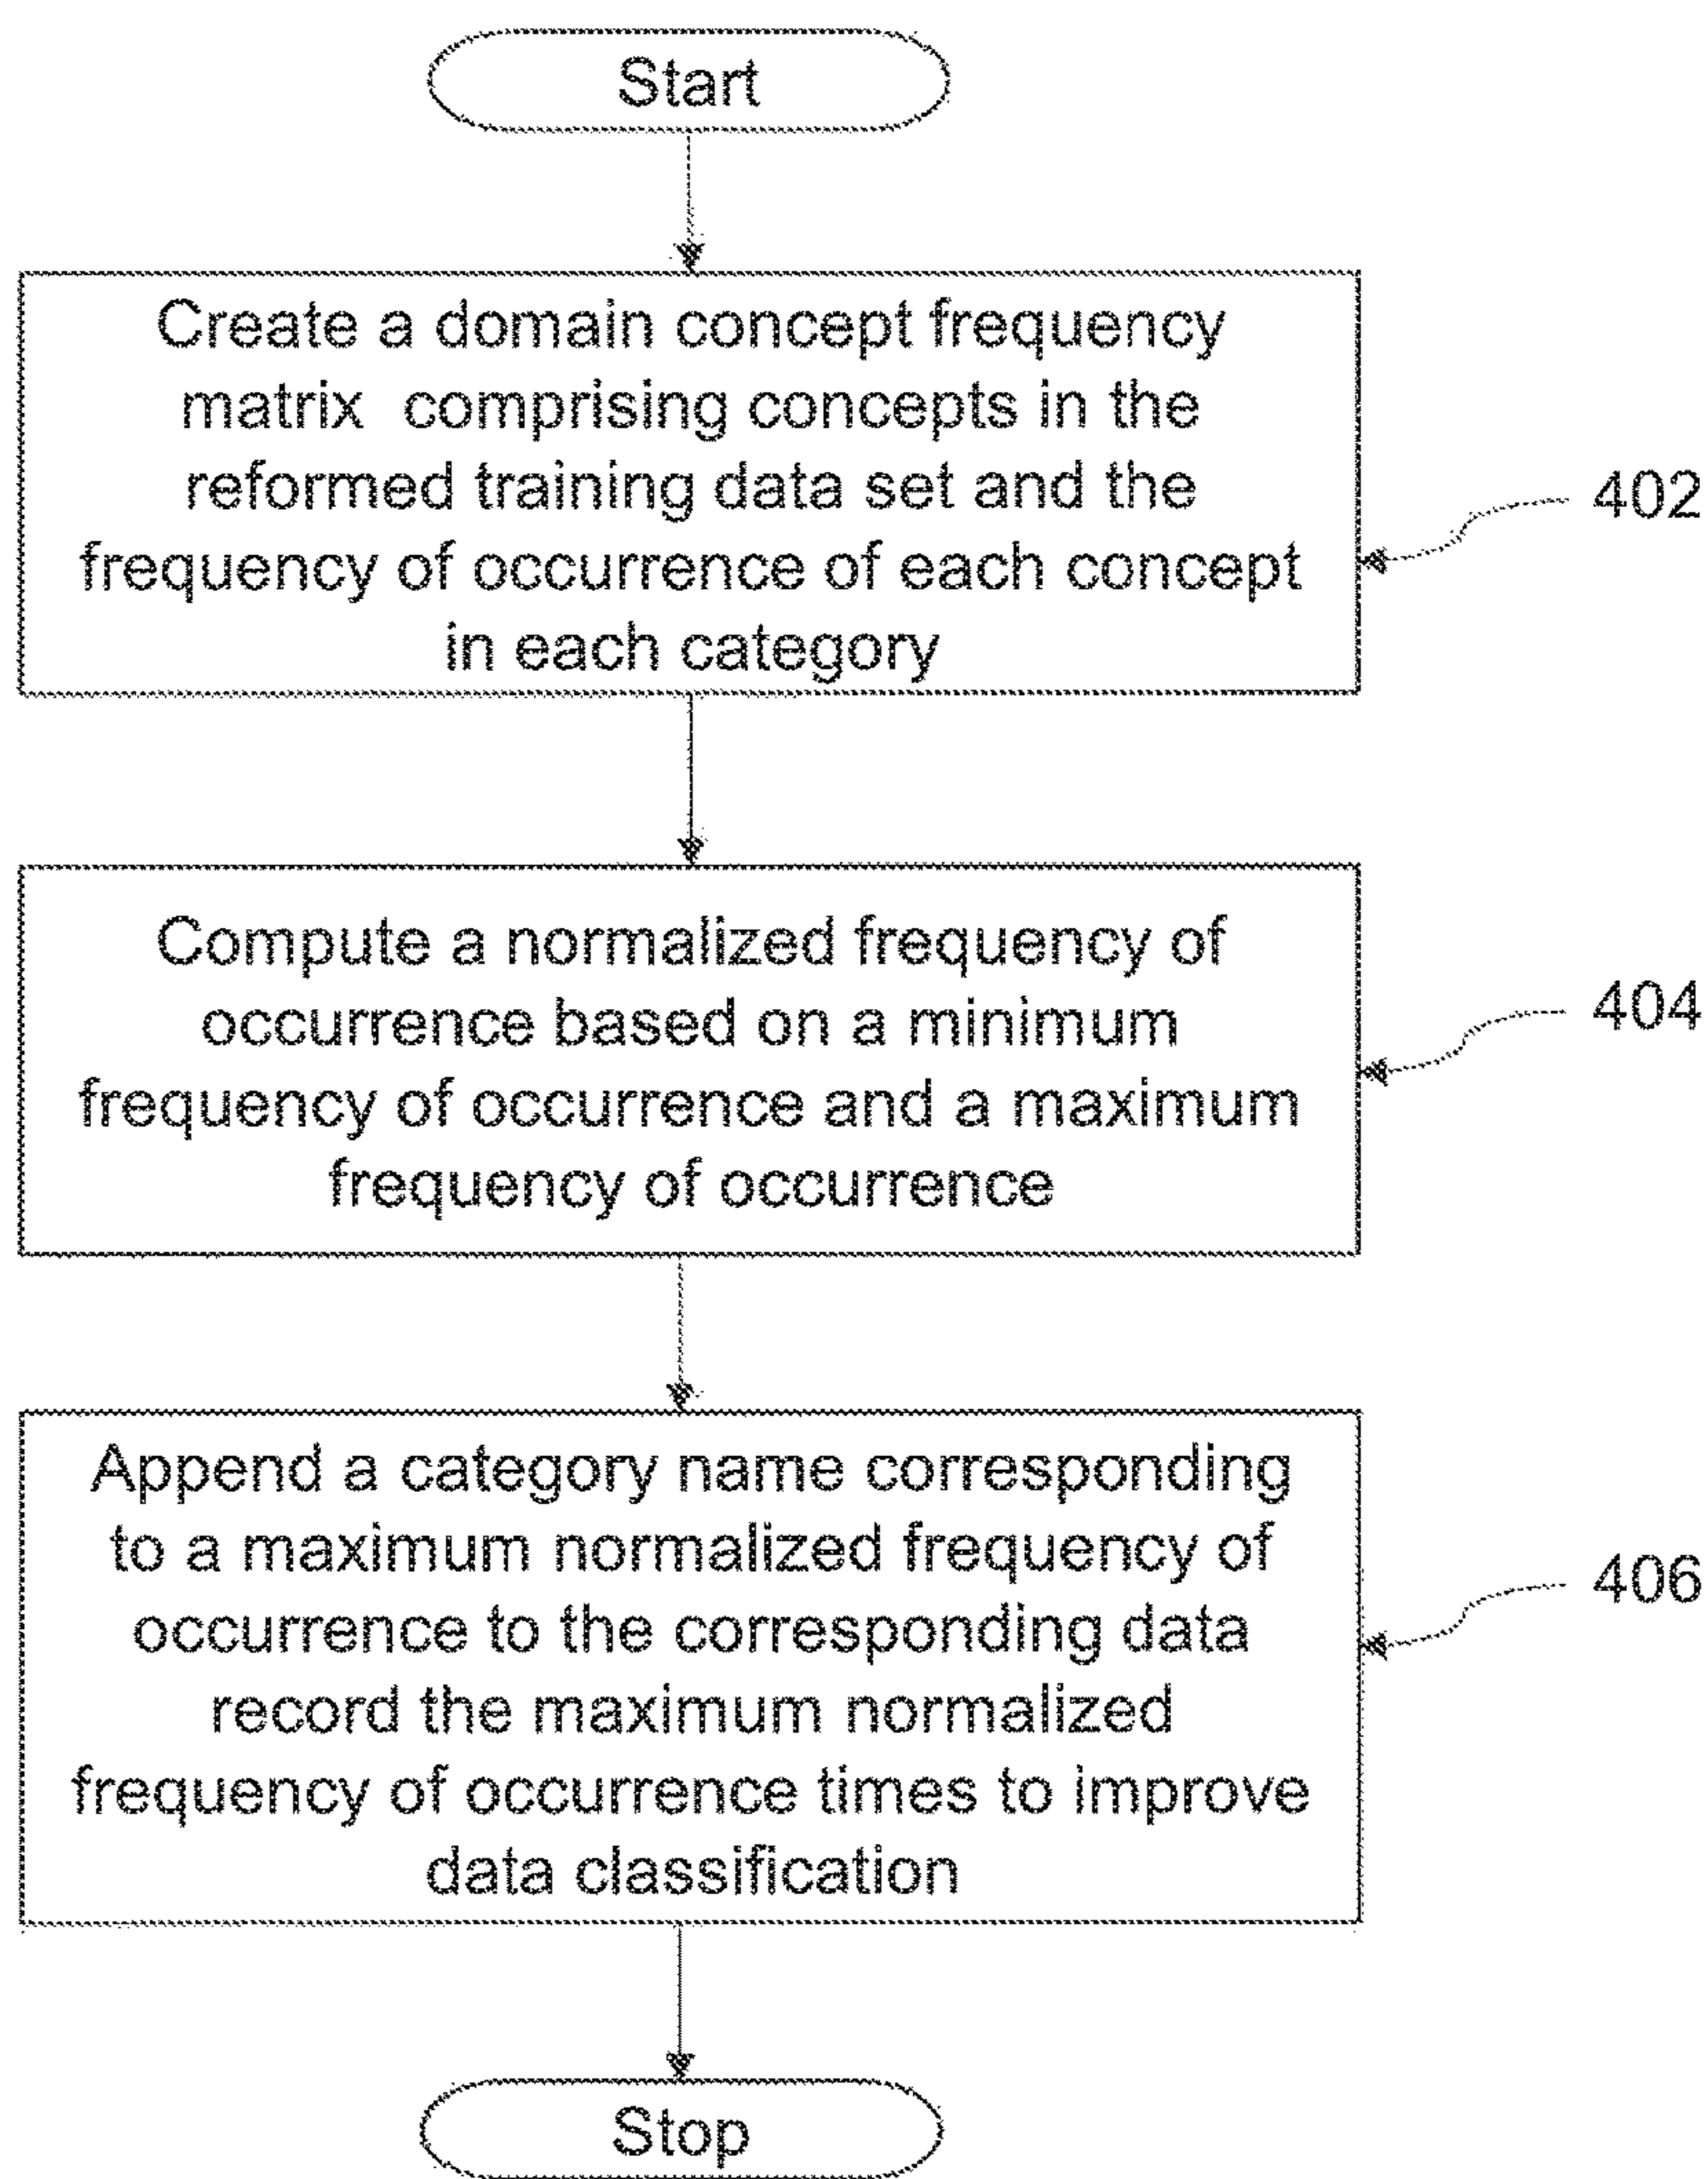 Start
Create a domain concept frequency
matrix comprising concepts in the
reformed training data set and the
frequency of occurrence of each concept
in each category
402
Compute a normalized frequency of
occurrence based on a minimum
frequency of occurrence and a maximum
frequency of occurrence
404
Append a category name corresponding
to a maximum normalized frequency of
occurrence to the corresponding data
record the maximum normalized
frequency of occurrence times to improve
data classification
406
Stop